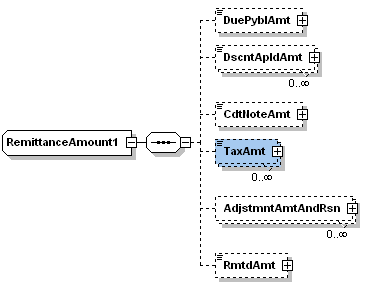 DuePyblAmt
DscntApldAmt
0..∞
CdtNoteAmt
RemittanceAmount1
TaxAmt
0..∞
AdjstmntAmtAndRsn
0..∞
RmtdAmt